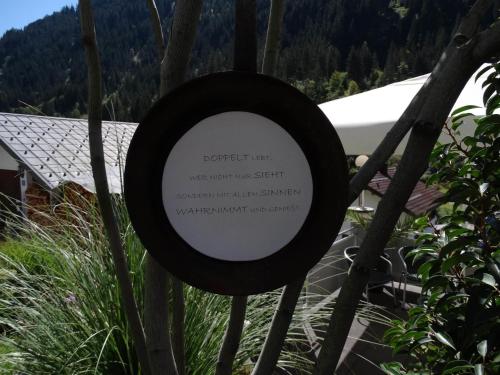 DOPPELT LEBT,
WER NICHT NUR SIEHT
SONDERN MIT ALLEN SINNEN
WAHRNIMMT UND GENIEßT